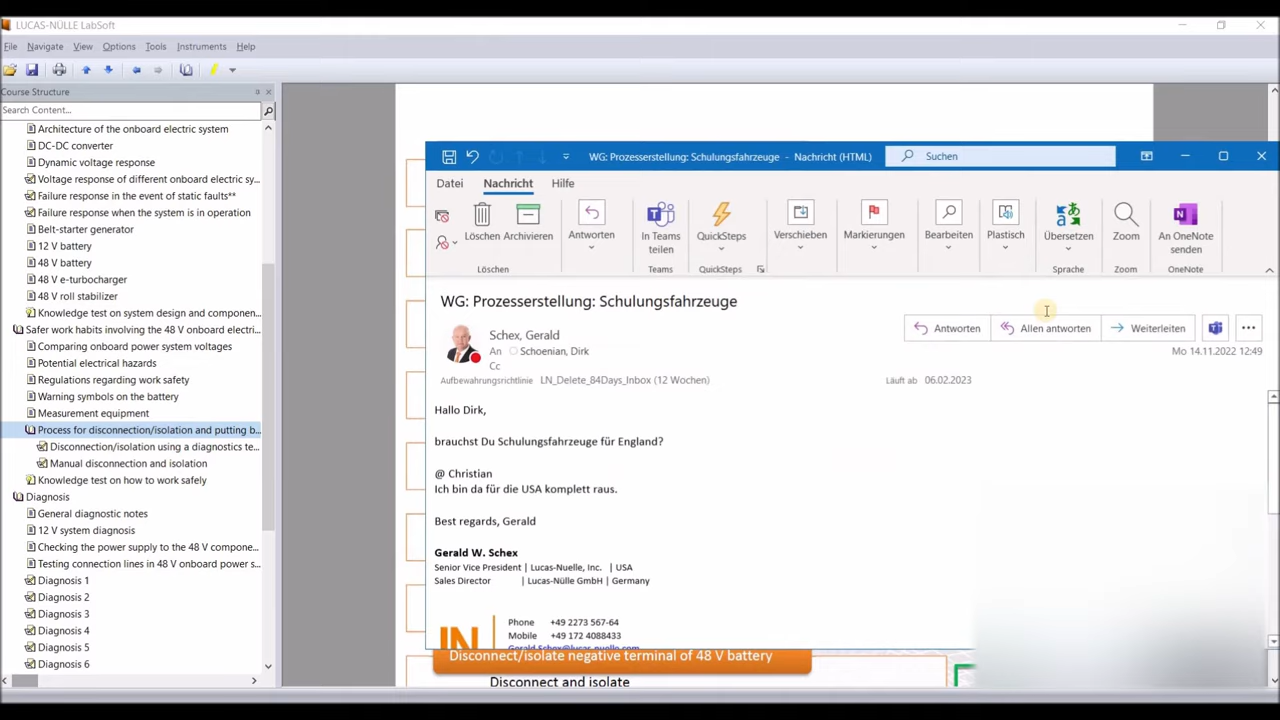 LUCAS-NÜLLE LabSoft
File Navigate View Options Tools Instruments Help
Course Structure
Search Content...
Architecture of the onboard electric system
DC-DC converter
Dynamic voltage response
Voltage response of different onboard electric sy...
Failure response in the event of static faults**
Failure response when the system is in operation
Belt-starter generator
12 V battery
48 V battery
48 V e-turbocharger
48 V roll stabilizer
Knowledge test on system design and componen...
Safer work habits involving the 48 V onboard electri...
Comparing onboard power system voltages
Potential electrical hazards
Regulations regarding work safety
Warning symbols on the battery
Measurement equipment
Process for disconnection/isolation and putting b...
Disconnection/isolation using a diagnostics te...
Manual disconnection and isolation
Knowledge test on how to work safely
Diagnosis
General diagnostic notes
12 V system diagnosis
Checking the power supply to the 48 V compone...
Testing connection lines in 48 V onboard power s...
Diagnosis 1
Diagnosis 2
Diagnosis 3
Diagnosis 4
Diagnosis 5
Diagnosis 6
WG: Prozesserstellung: Schulungsfahrzeuge - Nachricht (HTML)
Suchen
Datei Nachricht Hilfe
Löschen Archivieren
Antworten
In Teams teilen
QuickSteps
Verschieben
Markierungen
Bearbeiten
Plastisch
Übersetzen
Zoom
An OneNote senden
Löschen Teams QuickSteps Sprache Zoom OneNote
WG: Prozesserstellung: Schulungsfahrzeuge
Schex, Gerald
An Schoenian, Dirk
Cc
Antworten Allen antworten Weiterleiten
Mo 14.11.2022 12:49
Aufbewahrungsrichtlinie LN_Delete_84Days_Inbox (12 Wochen) Läuft ab 06.02.2023
Hallo Dirk,
brauchst Du Schulungsfahrzeuge für England?
@ Christian
Ich bin da für die USA komplett raus.
Best regards, Gerald
Gerald W. Schex
Senior Vice President | Lucas-Nuelle, Inc. | USA
Sales Director | Lucas-Nülle GmbH | Germany
Phone +49 2273 567-64
Mobile +49 172 4088433
Gerald.Schex@lucas-nuelle.com
Disconnect/isolate negative terminal of 48 V battery
Disconnect and isolate